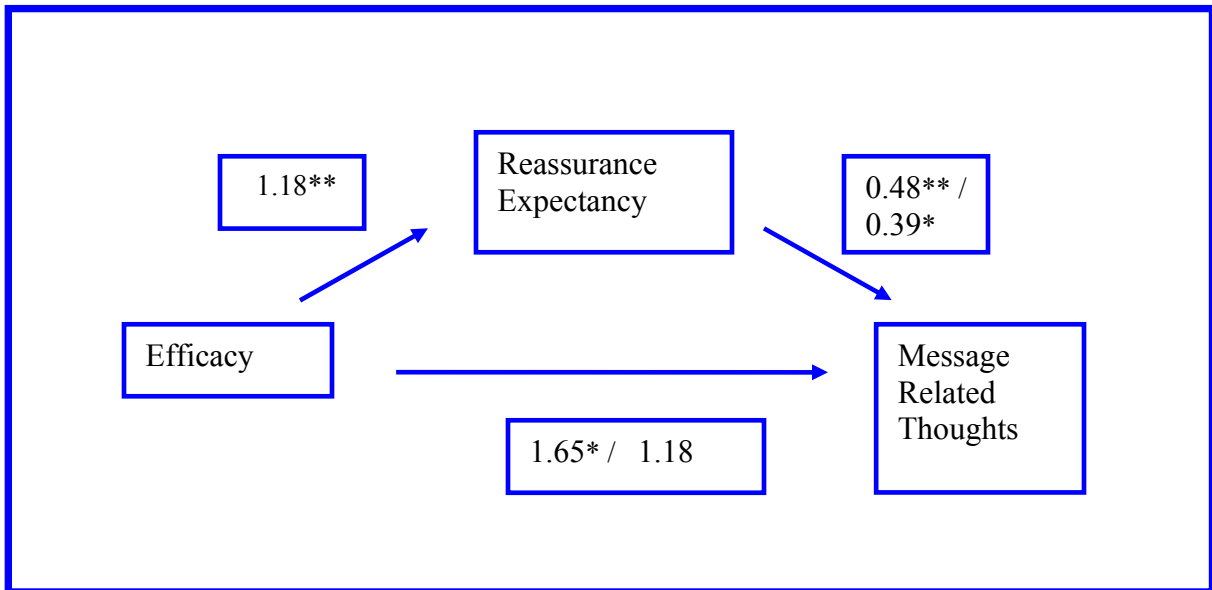 1.18**
Reassurance
Expectancy
0.48** /
0.39*
Efficacy
Message
Related
Thoughts
1.65* / 1.18